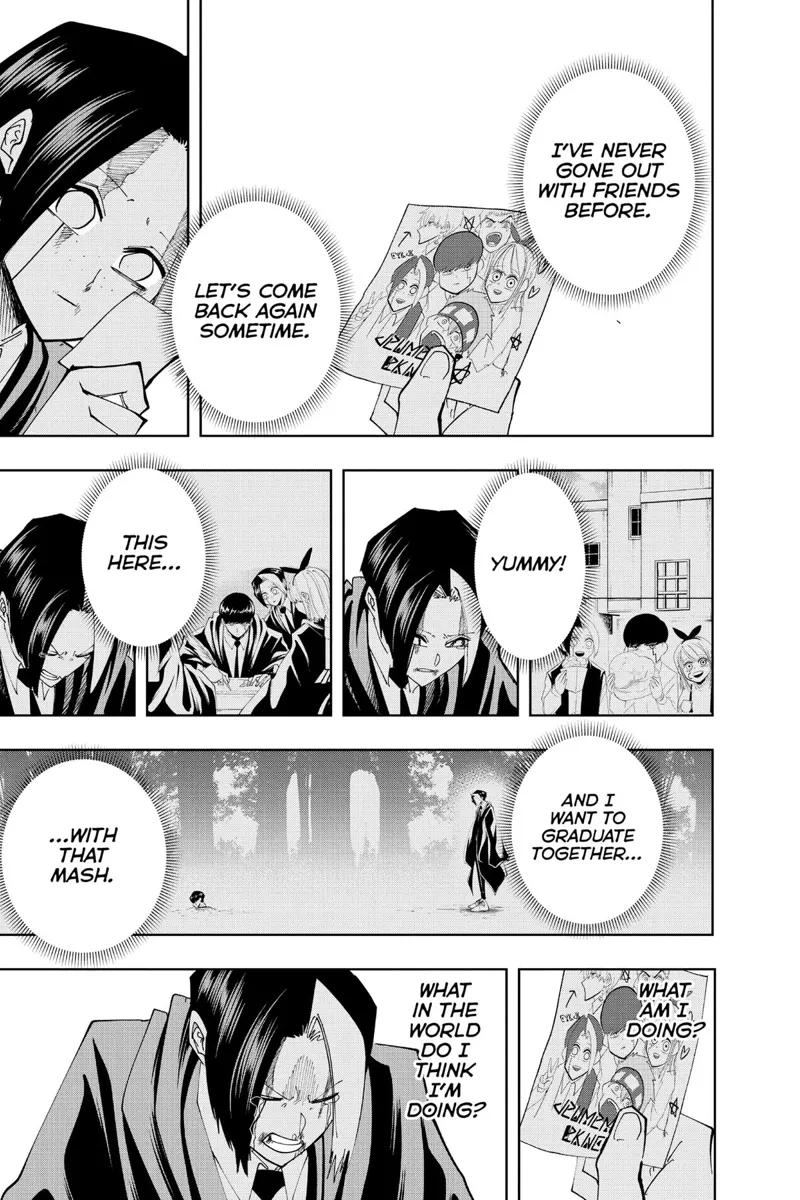 I'VE NEVER
GONE OUT
WITH FRIENDS
BEFORE.
LET'S COME
BACK AGAIN
SOMETIME.
YUMMY!
THIS
HERE...
AND I
WANT TO
GRADUATE
TOGETHER...
...WITH
THAT
MASH.
WHAT
AM I
DOING?
WHAT
IN THE
WORLD
DO I
THINK
I'M
DOING?